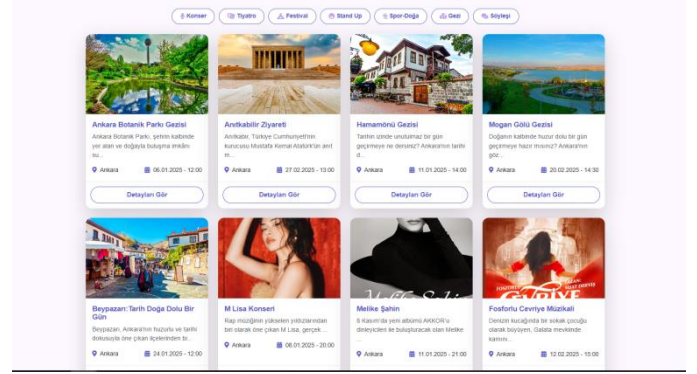 Konser
Tiyatro
Festival
Stand Up
Spor-Doğa
Gezi
Söyleşi
Ankara Botanik Parkı Gezisi
Ankara Botanik Parkı, şehrin kalbinde
yer alan ve doğayla buluşma imkânı
su...
Ankara
06.01.2025 - 12:00
Detayları Gör
Anıtkabilir Ziyareti
Anıtkabir, Türkiye Cumhuriyeti'nin
kurucusu Mustafa Kemal Atatürk'ün anıt
m...
Ankara
27.02.2025 - 13:00
Detayları Gör
Hamamönü Gezisi
Tarihin izinde unutulmaz bir gün
geçirmeye ne dersiniz? Ankara'nın tarihi
d...
Ankara
11.01.2025 - 14:00
Detayları Gör
Mogan Gölü Gezisi
Doğanın kalbinde huzur dolu bir gün
geçirmeye hazır mısınız? Ankara'nın
göz...
Ankara
20.02.2025 - 14:30
Detayları Gör
Beypazarı: Tarih Doğa Dolu Bir
Gün
Beypazarı, Ankara'nın huzurlu ve tarihi
dokusuyla öne çıkan ilçelerinden bi...
Ankara
24.01.2025 - 12:00
M Lisa Konseri
Rap müziğinin yükselen yıldızlarından
biri olarak öne çıkan M Lisa, gerçek ...
Ankara
08.01.2025 - 20:00
Melike Şahin
Melike Şahin
6 Kasım'da yeni albümü AKKOR'u
dinleyicileri ile buluşturacak olan Melike
...
Ankara
11.01.2025 - 21:00
FOSFORLU
CEVRİYE
Fosforlu Cevriye Müzikali
Denizin kucağında bir sokak çocuğu
olarak büyüyen, Galata mevkiinde
kamını...
Ankara
12.02.2025 - 15:00